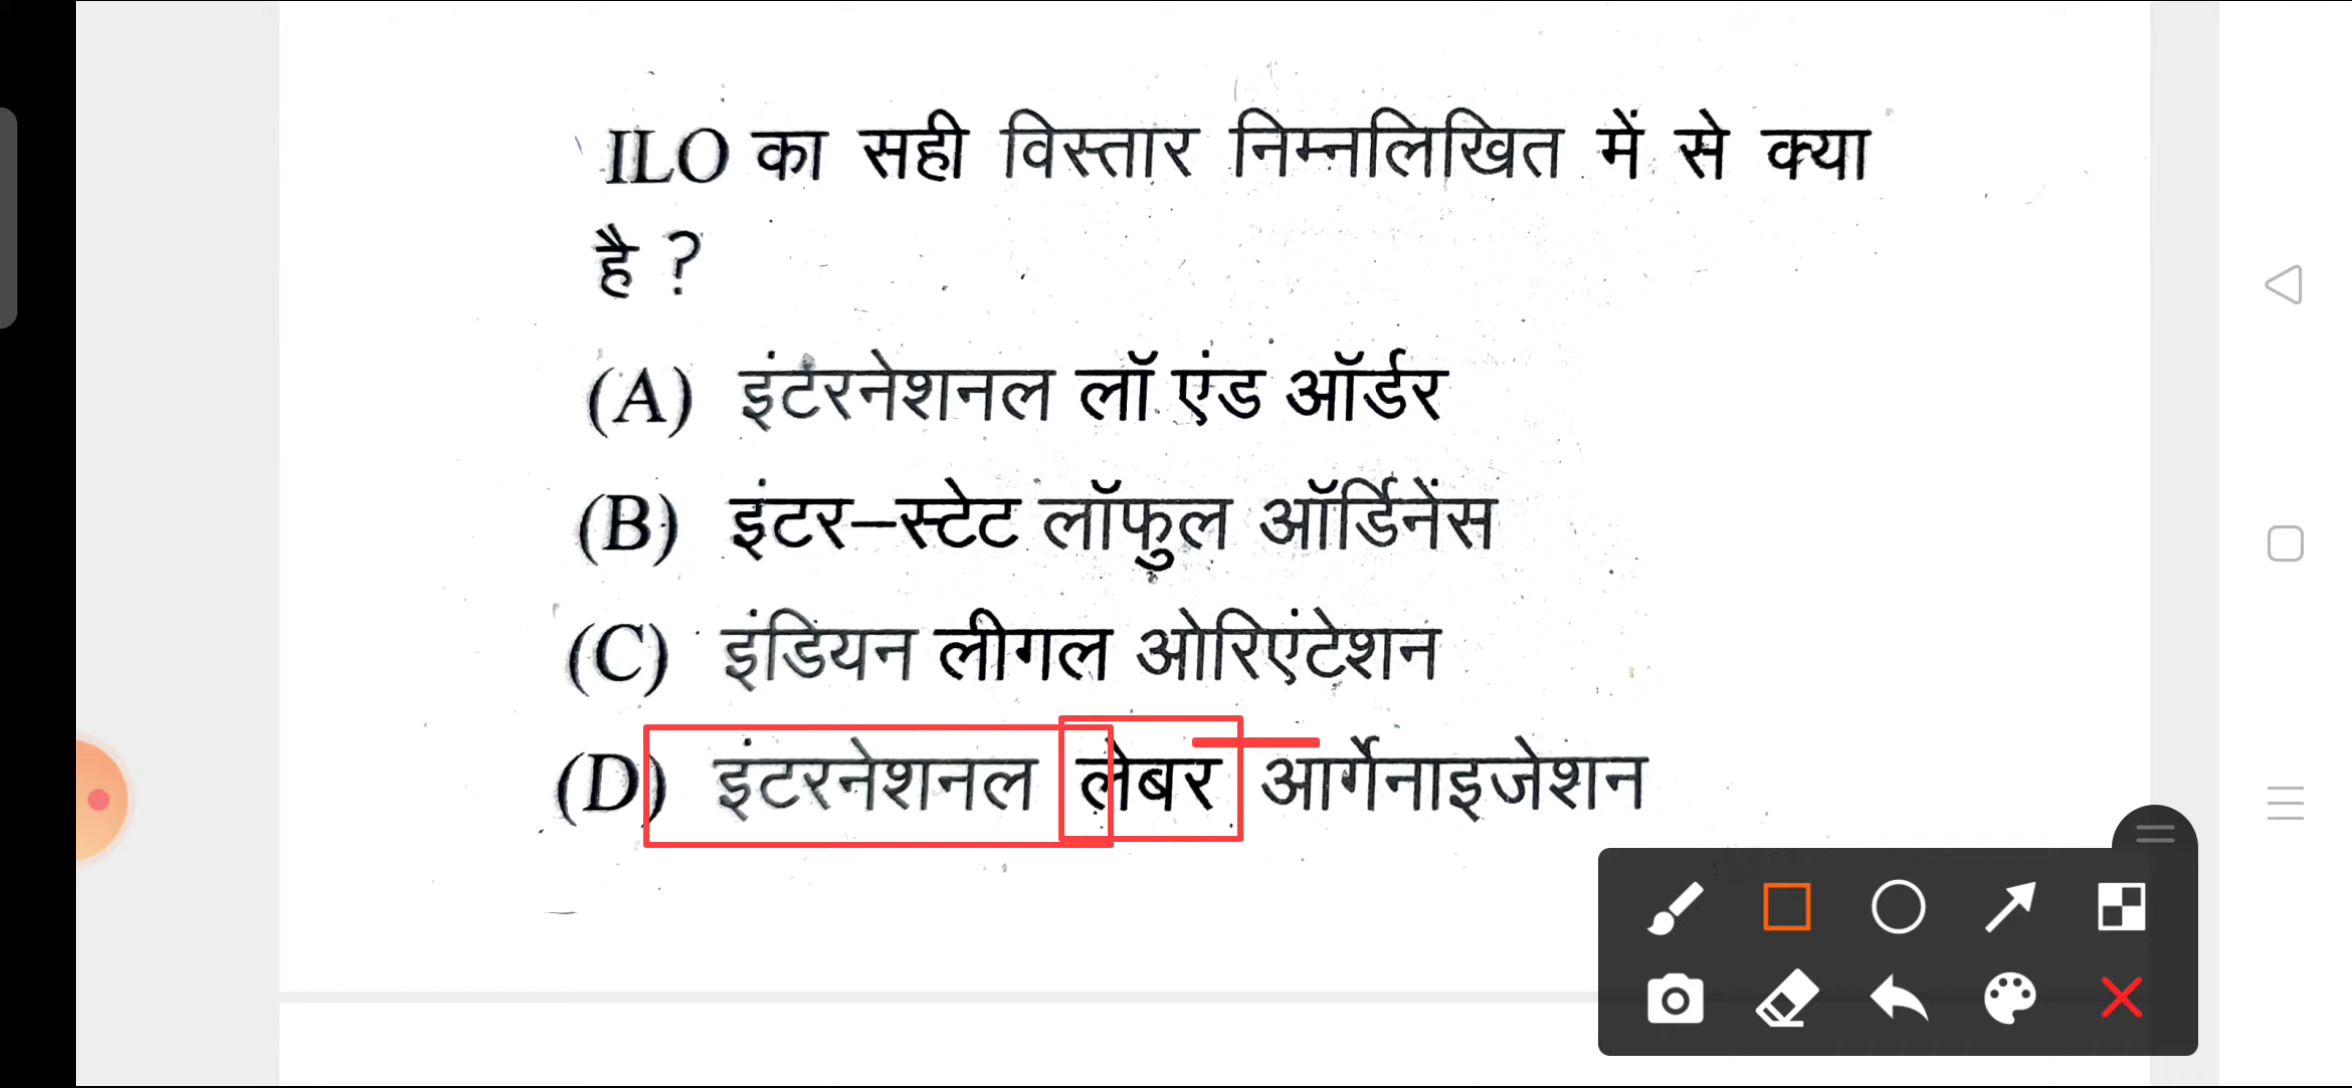 ILO का सही विस्तार निम्नलिखित में से क्या
है ?
(A) इंटरनेशनल लॉ एंड ऑर्डर
(B) इंटर–स्टेट लॉफुल ऑर्डिनेंस
(C) इंडियन लीगल ओरिएंटेशन
(D) इंटरनेशनल लेबर आर्गेनाइजेशन